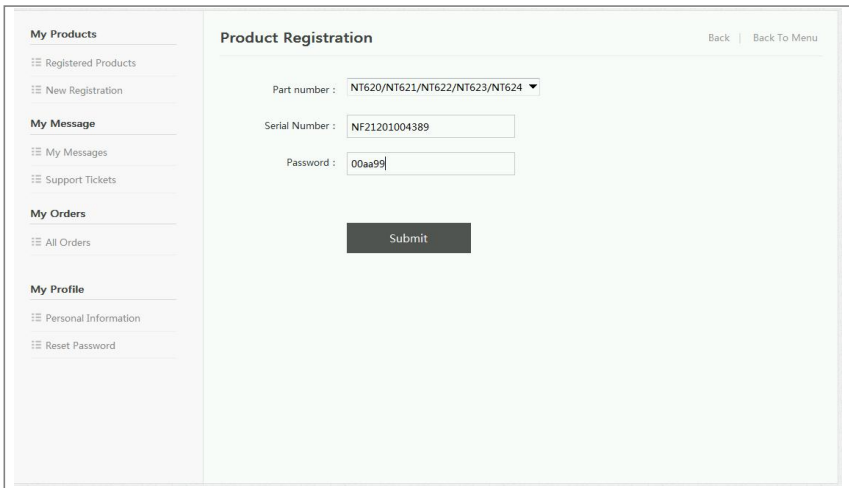 My Products
Registered Products
New Registration
My Message
My Messages
Support Tickets
My Orders
All Orders
My Profile
Personal Information
Reset Password
Product Registration
Back | Back To Menu
Part number : NT620/NT621/NT622/NT623/NT624
Serial Number : NF21201004389
Password : 00aa99
Submit